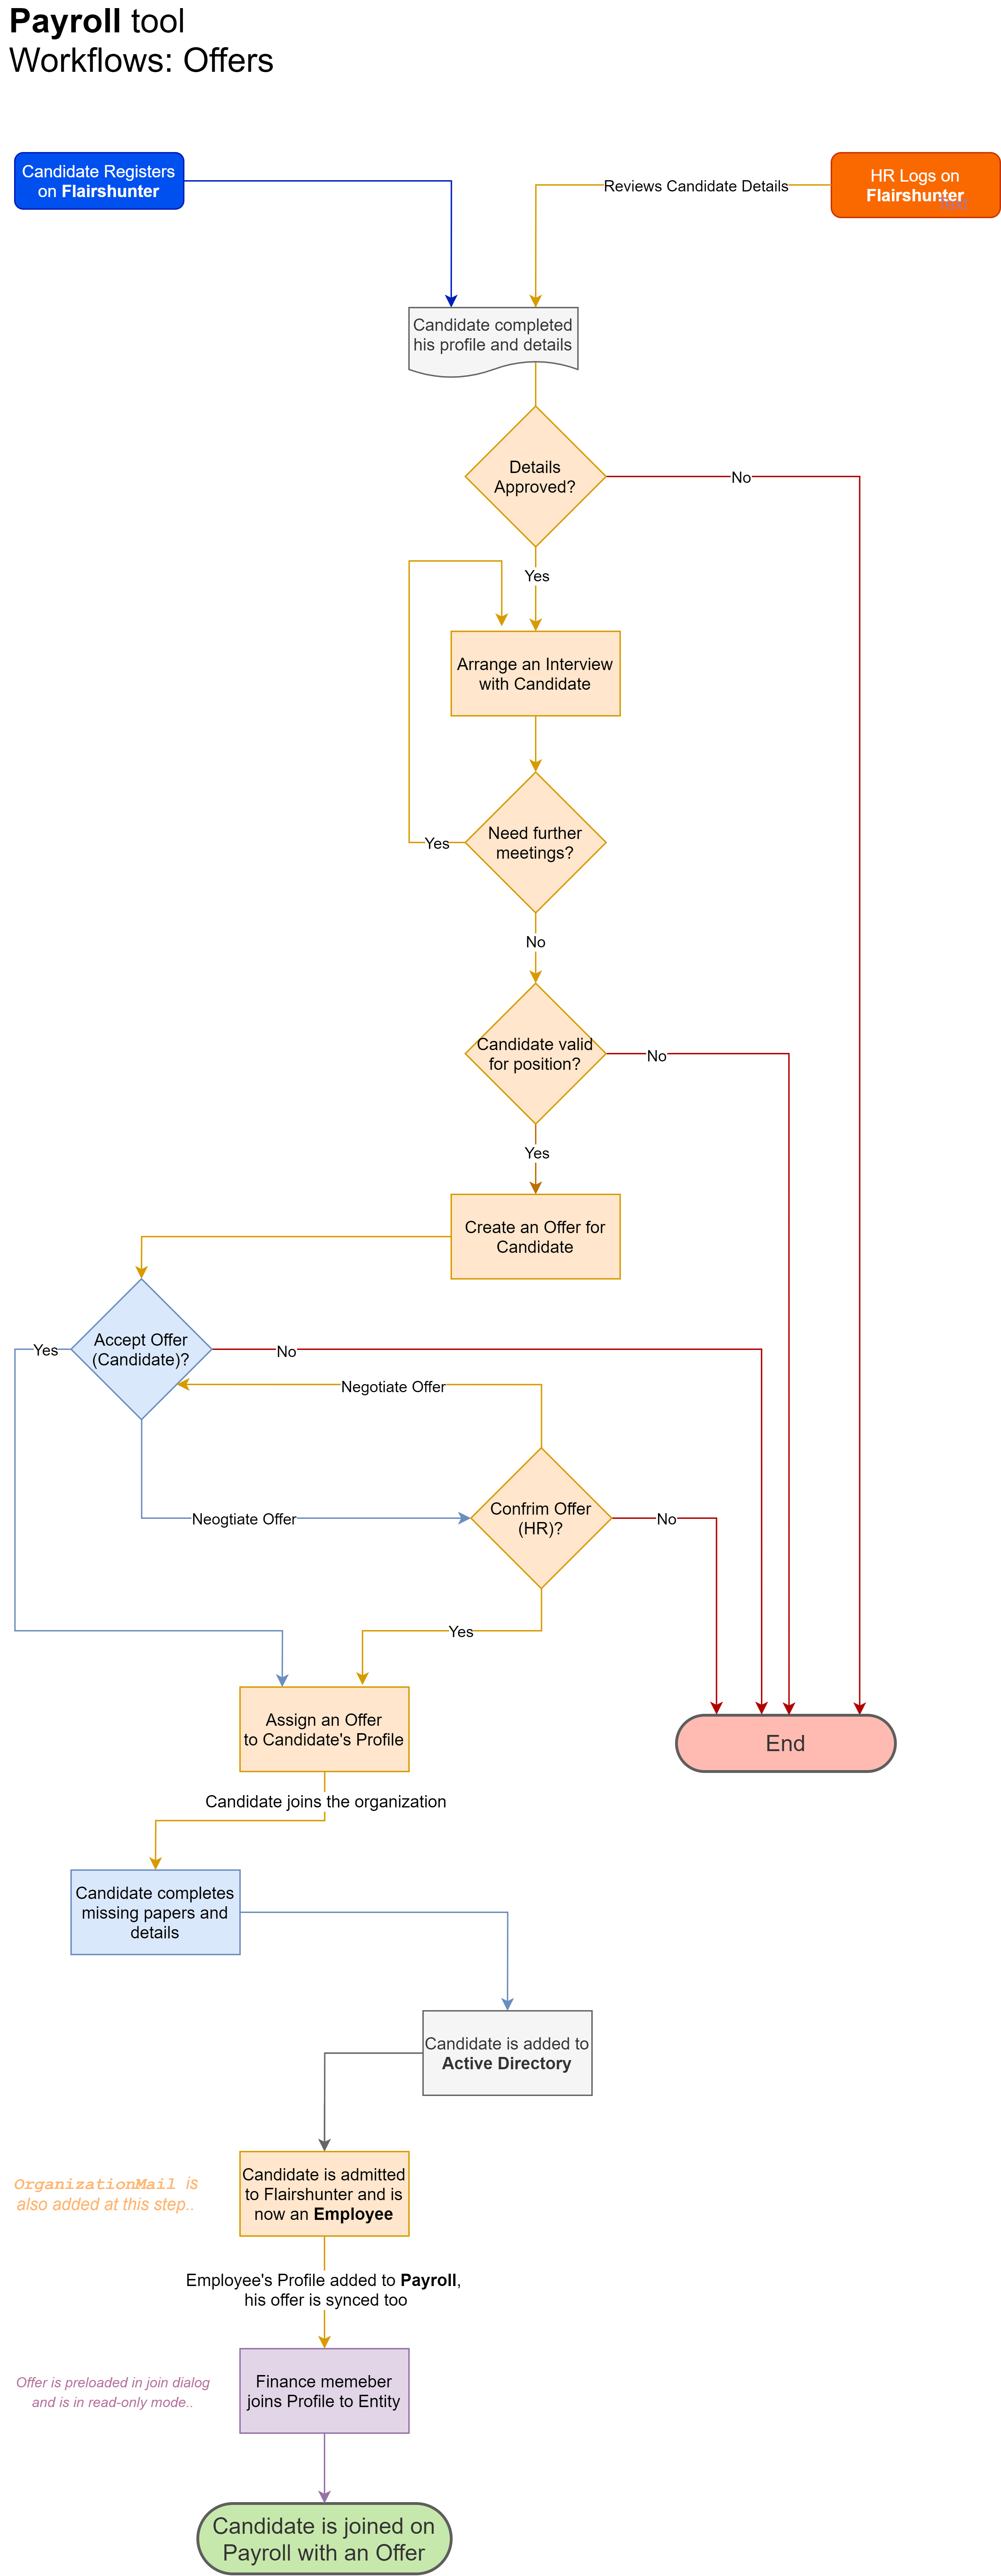 Payroll tool
Workflows: Offers
Candidate Registers
on Flairshunter
Reviews Candidate Details
HR Logs on
Flairshunter
Text
Candidate completed
his profile and details
Details
Approved?
No
Yes
Arrange an Interview
with Candidate
Need further
meetings?
Yes
No
Candidate valid
for position?
No
Yes
Create an Offer for
Candidate
Accept Offer
(Candidate)?
Yes
No
Negotiate Offer
Neogtiate Offer
Confrim Offer
(HR)?
No
Yes
Assign an Offer
to Candidate's Profile
End
Candidate joins the organization
Candidate completes
missing papers and
details
Candidate is added to
Active Directory
OrganizationMail is
also added at this step..
Candidate is admitted
to Flairshunter and is
now an Employee
Employee's Profile added to Payroll,
his offer is synced too
Offer is preloaded in join dialog
and is in read-only mode..
Finance memeber
joins Profile to Entity
Candidate is joined on
Payroll with an Offer